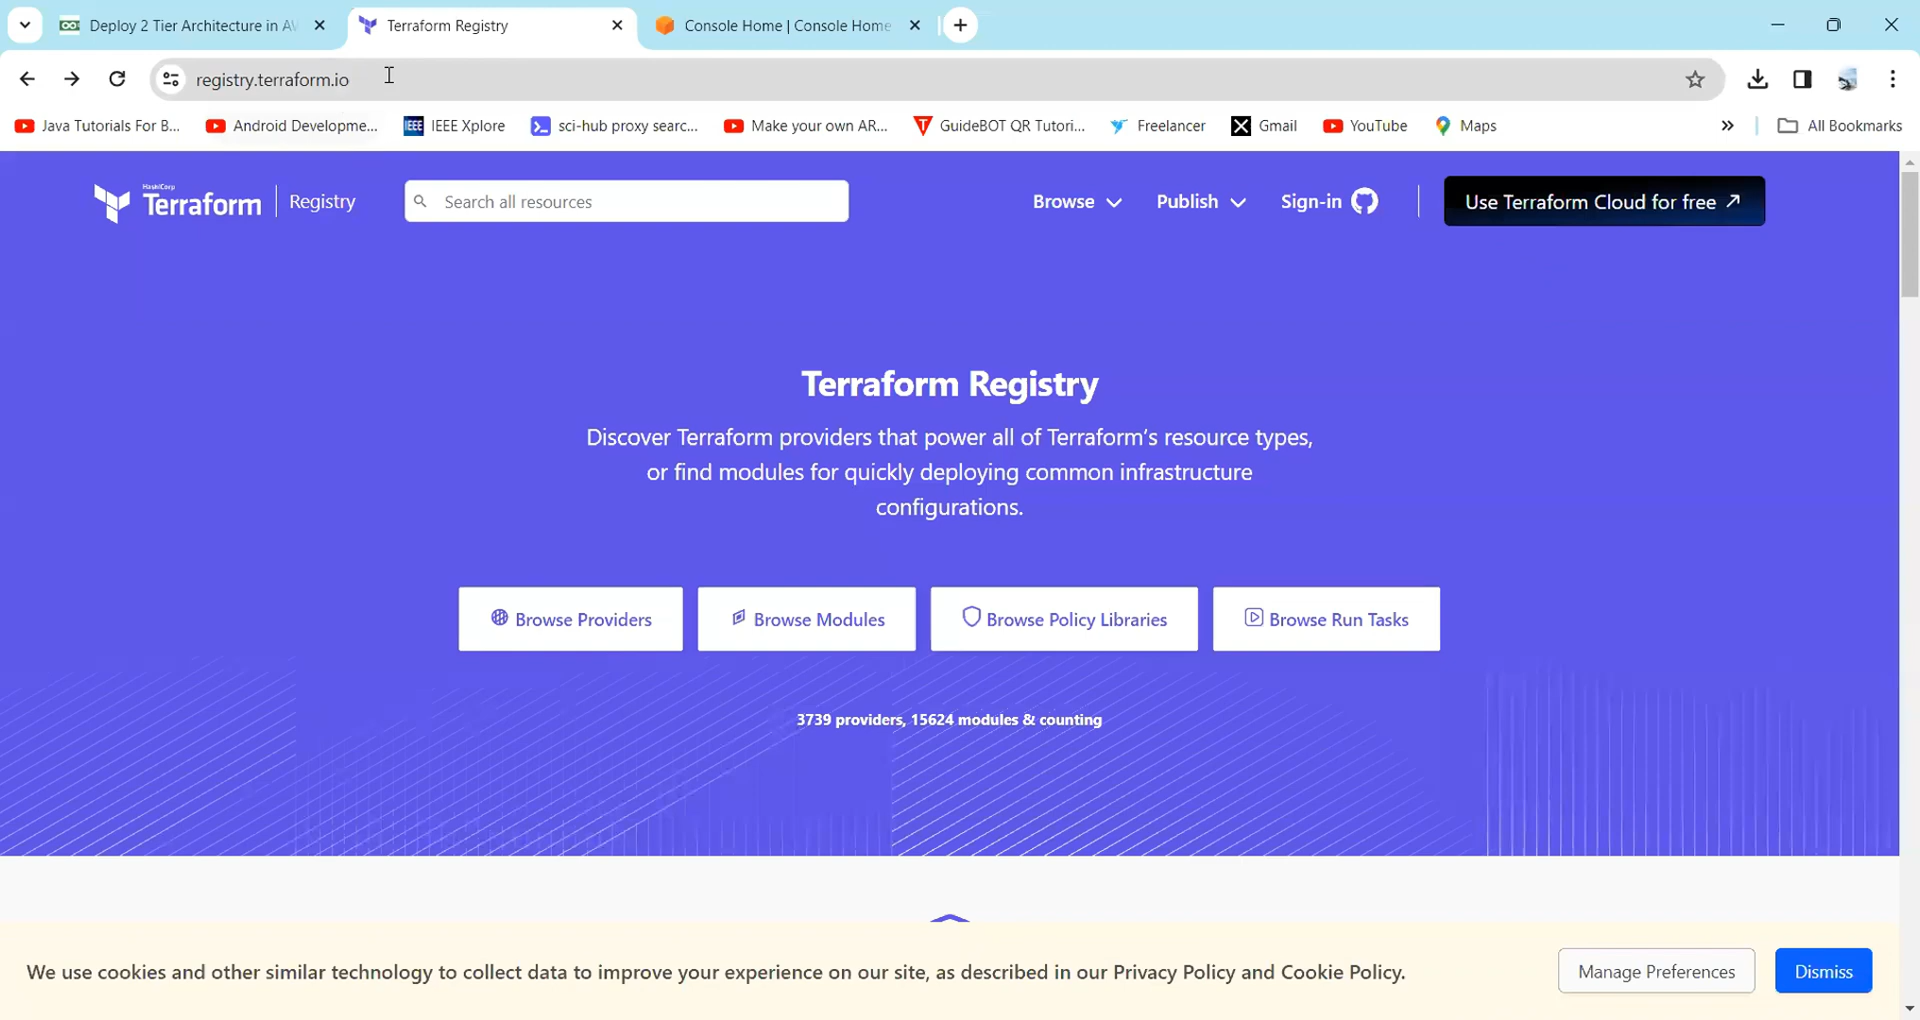 Deploy 2 Tier Architecture in AV
Terraform Registry
Console Home | Console Home
registry.terraform.io
Java Tutorials For B...
Android Developme...
IEEE
IEEE Xplore
sci-hub proxy searc...
Make your own AR...
GuideBOT QR Tutori...
Freelancer
Gmail
YouTube
Maps
»
All Bookmarks
HashiCorp
Terraform
Registry
Search all resources
Browse
Publish
Sign-in
Use Terraform Cloud for free
Terraform Registry
Discover Terraform providers that power all of Terraform's resource types,
or find modules for quickly deploying common infrastructure
configurations.
Browse Providers
Browse Modules
Browse Policy Libraries
Browse Run Tasks
3739 providers, 15624 modules & counting
We use cookies and other similar technology to collect data to improve your experience on our site, as described in our Privacy Policy and Cookie Policy.
Manage Preferences
Dismiss